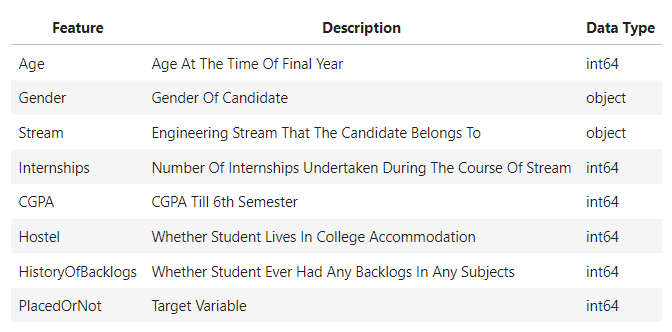 Feature Description Data Type
Age Age At The Time Of Final Year int64
Gender Gender Of Candidate object
Stream Engineering Stream That The Candidate Belongs To object
Internships Number Of Internships Undertaken During The Course Of Stream int64
CGPA CGPA Till 6th Semester int64
Hostel Whether Student Lives In College Accommodation int64
HistoryOfBacklogs Whether Student Ever Had Any Backlogs In Any Subjects int64
PlacedOrNot Target Variable int64